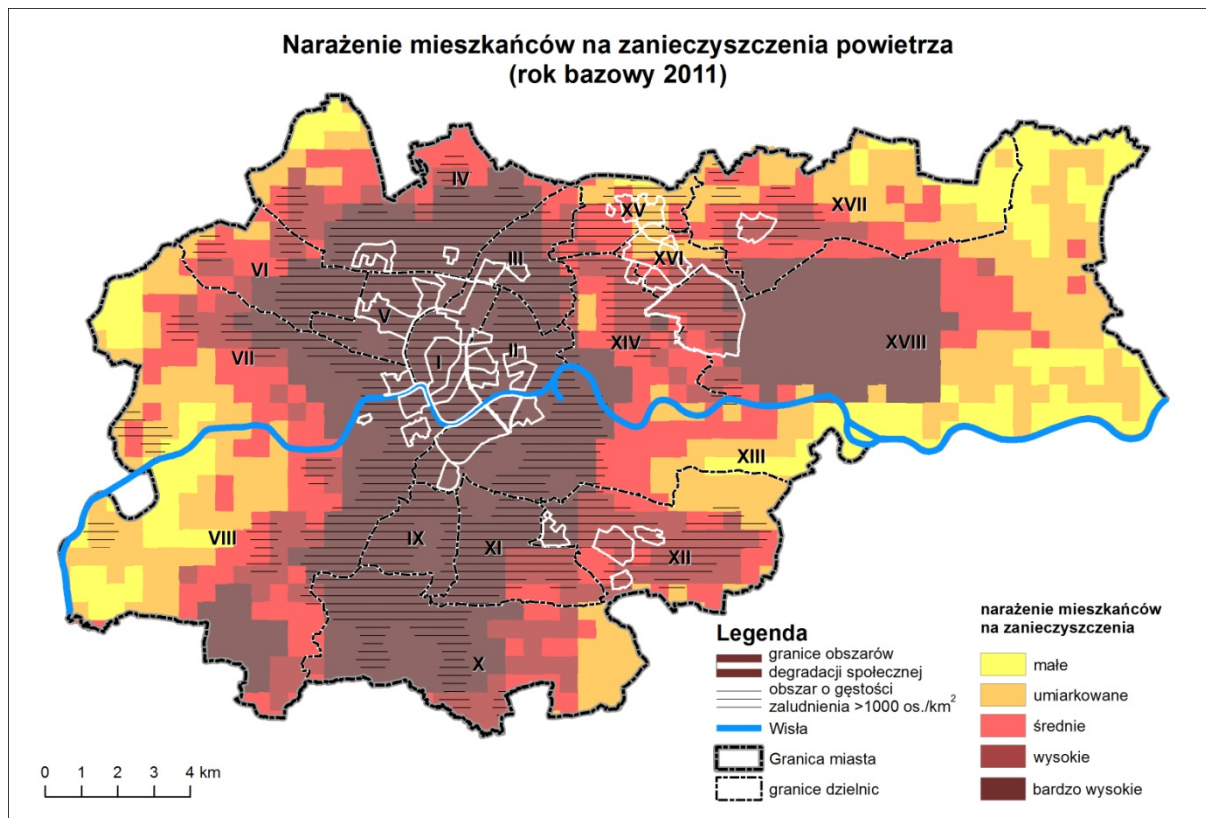 Narażenie mieszkańców na zanieczyszczenia powietrza
(rok bazowy 2011)
IV
XV
XVII
III
XVI
VI
V
XIV
XVIII
VII
I
II
XIII
VIII
IX
XI
XII
X
0 1 2 3 4 km
Legenda
granice obszarów
degradacji społecznej
obszar o gęstości
zaludnienia >1000 os./km²
Wisła
Granica miasta
granice dzielnic
narażenie mieszkańców
na zanieczyszczenia
małe
umiarkowane
średnie
wysokie
bardzo wysokie